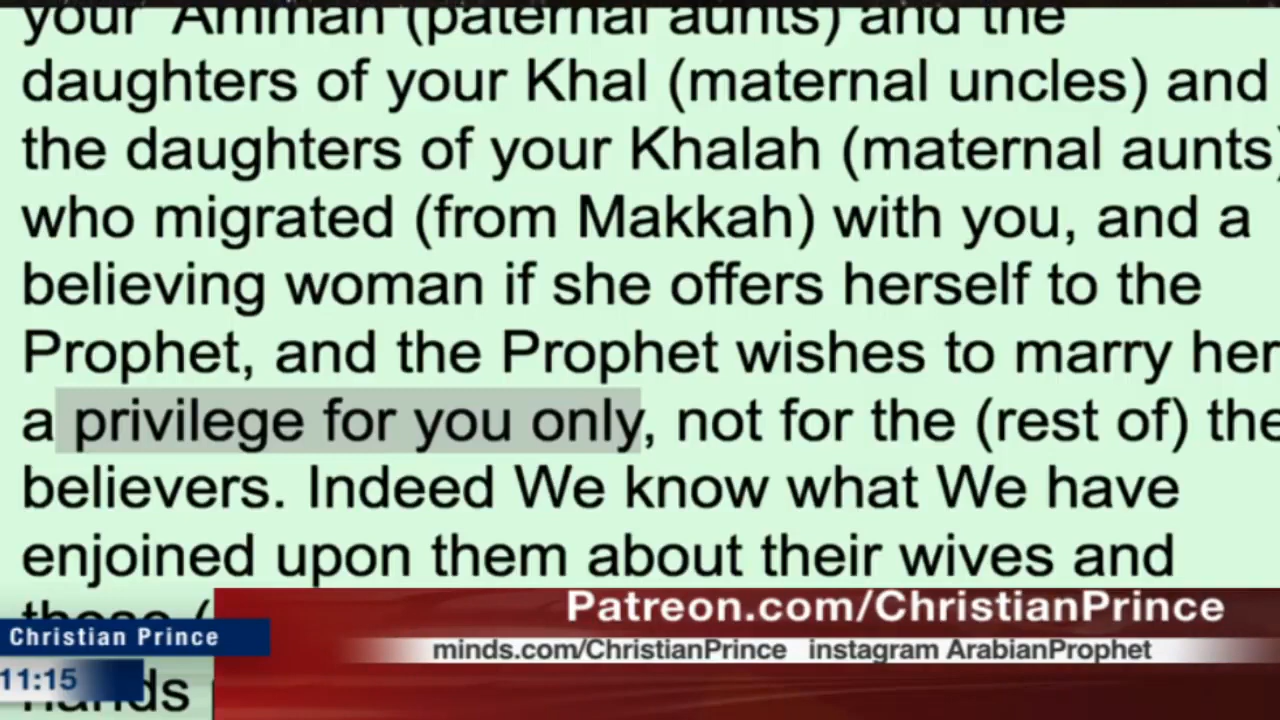 your 'Ammah (paternal aunts) and the
daughters of your Khal (maternal uncles) and
the daughters of your Khalah (maternal aunts)
who migrated (from Makkah) with you, and a
believing woman if she offers herself to the
Prophet, and the Prophet wishes to marry her
a privilege for you only, not for the (rest of) the
believers. Indeed We know what We have
enjoined upon them about their wives and
those (
hands
Patreon.com/ChristianPrince
Christian Prince
minds.com/ChristianPrince instagram ArabianProphet
11:15